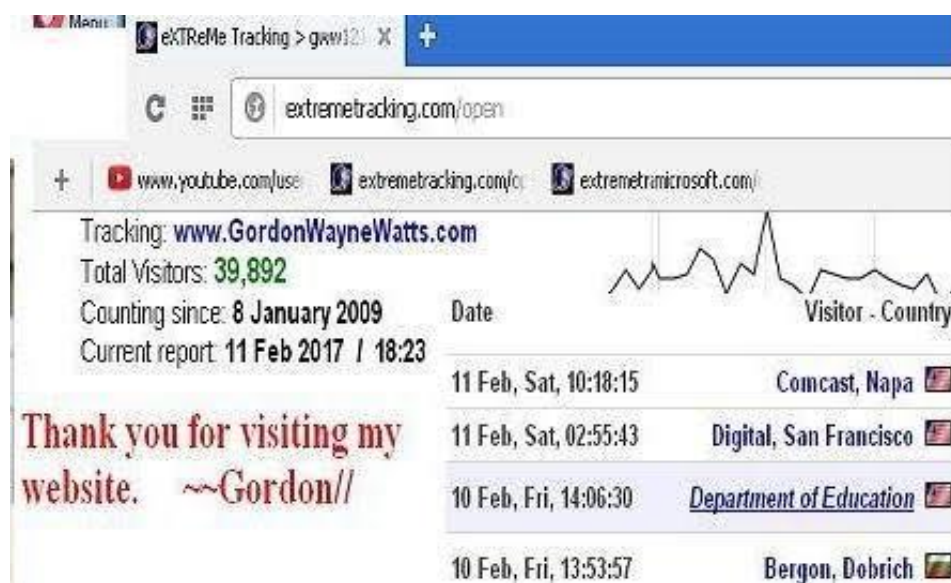 Menu
eXTReMe Tracking > gww121
extremetracking.com/open
www.youtube.com/use
extremetracking.com/o
extremetrimicrosoft.com/
Tracking: www.GordonWayneWatts.com
Total Visitors: 39,892
Counting since: 8 January 2009
Current report: 11 Feb 2017 / 18:23
Thank you for visiting my
website. ~~Gordon//
Date Visitor - Country
11 Feb, Sat, 10:18:15 Comcast, Napa
11 Feb, Sat, 02:55:43 Digital, San Francisco
10 Feb, Fri, 14:06:30 Department of Education
10 Feb, Fri, 13:53:57 Bergon, Dobrich